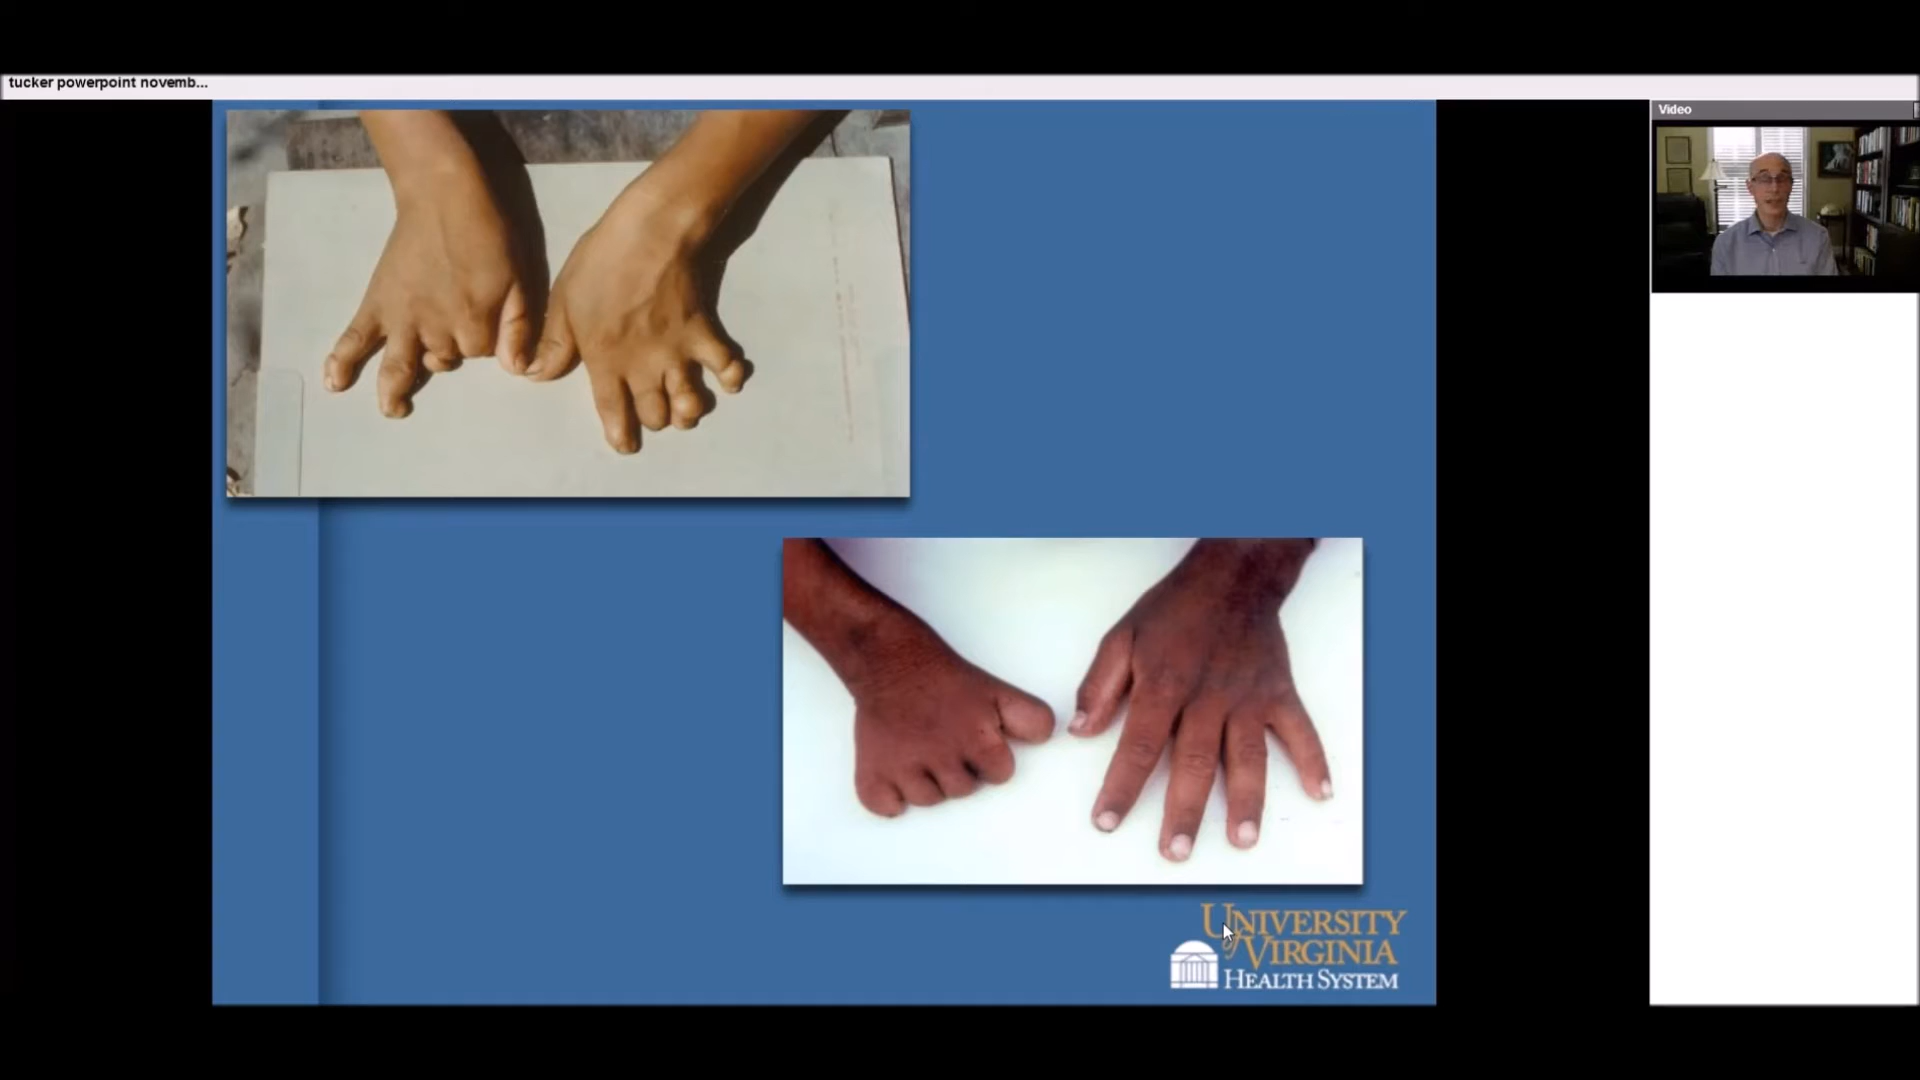 tucker powerpoint novemb...
Video
UNIVERSITY
of VIRGINIA
HEALTH SYSTEM